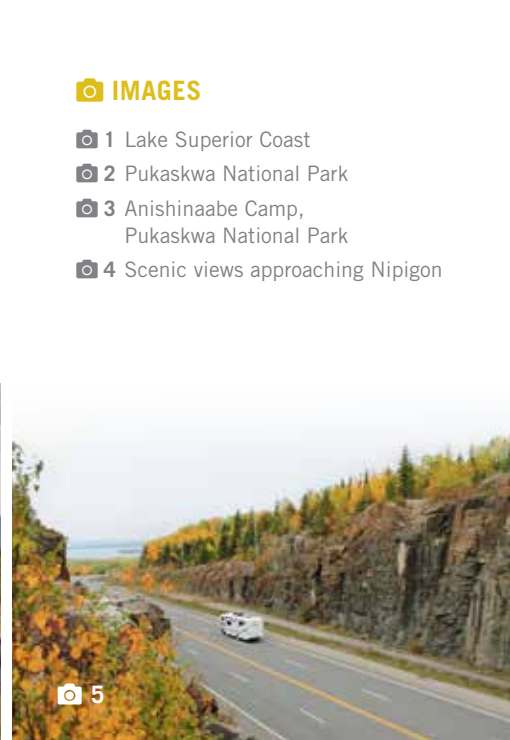 IMAGES
1 Lake Superior Coast
2 Pukaskwa National Park
3 Anishinaabe Camp,
Pukaskwa National Park
4 Scenic views approaching Nipigon
5